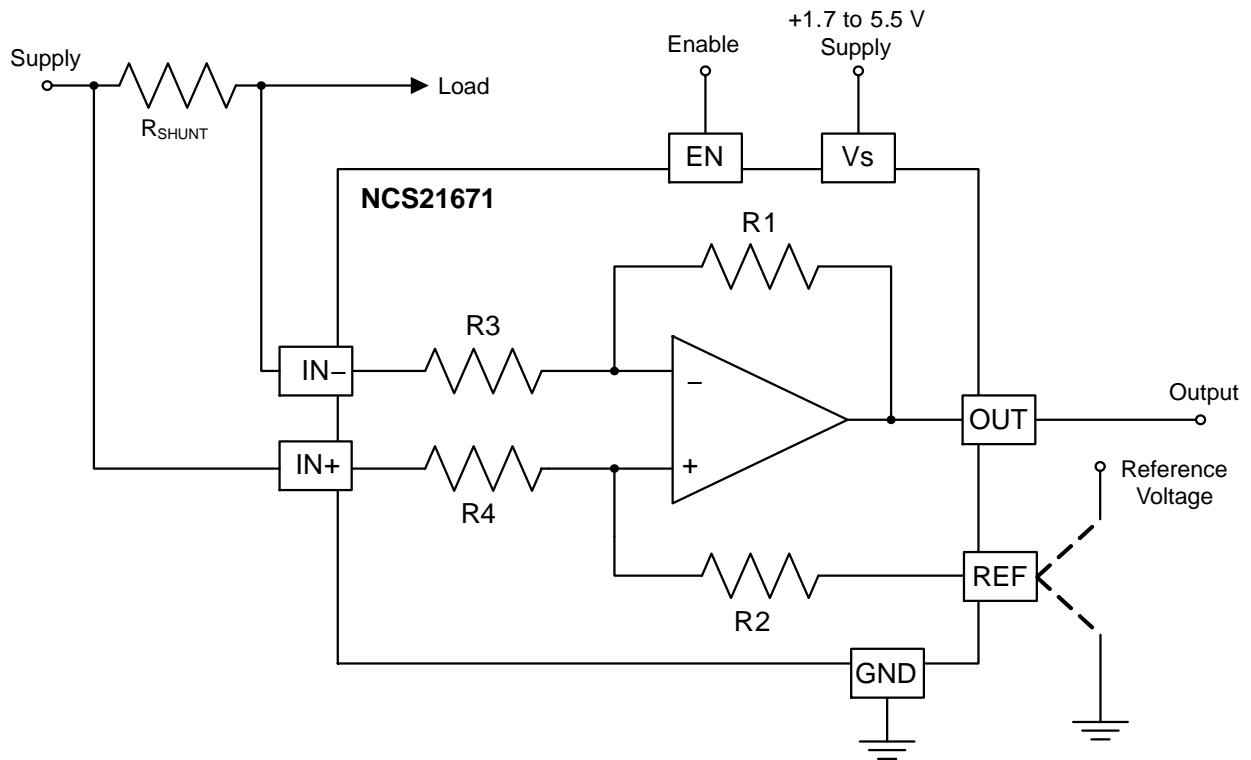 +1.7 to 5.5 V
Supply
Enable
Supply
Load
RSHUNT
EN
Vs
NCS21671
R1
R3
IN−
−
Output
OUT
IN+
+
Reference
Voltage
R4
REF
R2
GND